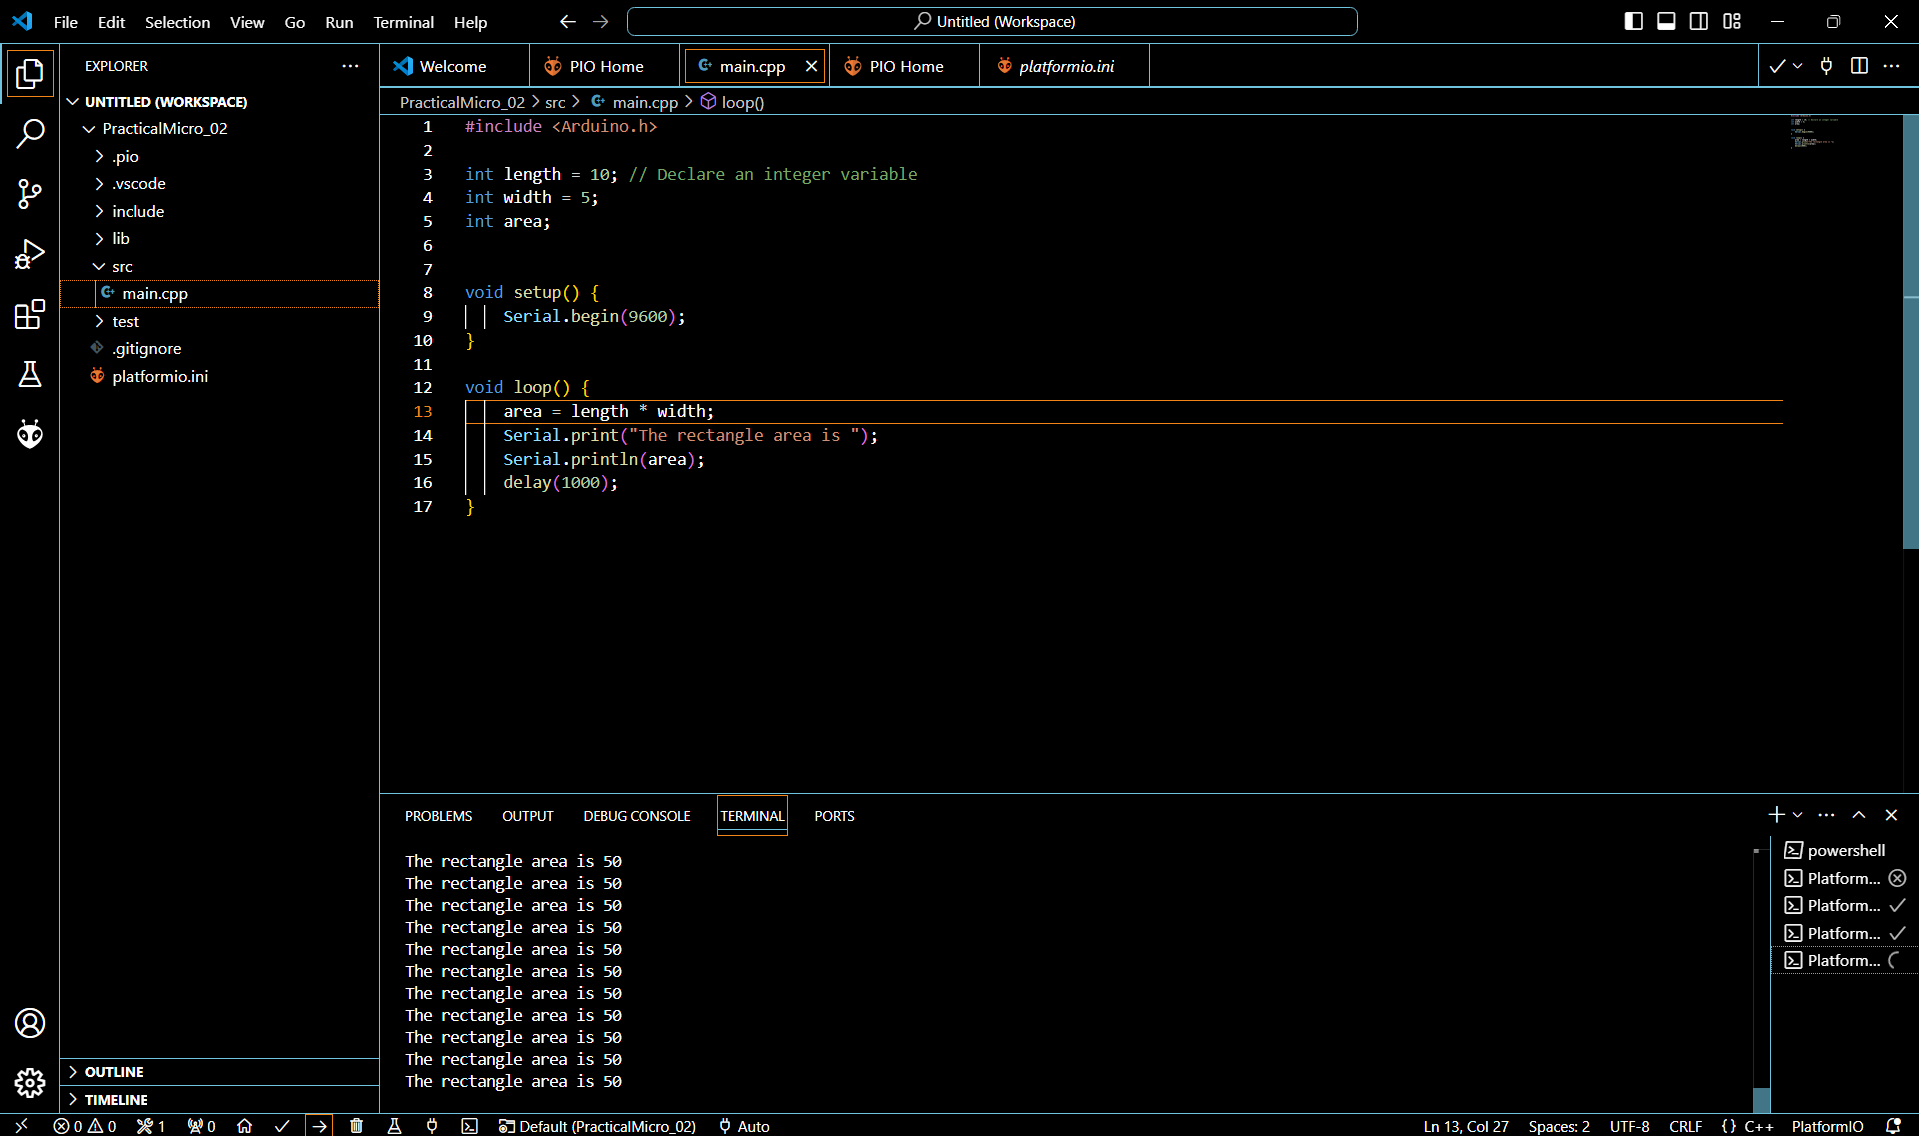 File Edit Selection View Go Run Terminal Help
Untitled (Workspace)
EXPLORER
UNTITLED (WORKSPACE)
PracticalMicro_02
.pio
.vscode
include
lib
src
main.cpp
test
.gitignore
platformio.ini
OUTLINE
TIMELINE
Welcome PIO Home main.cpp PIO Home platformio.ini
PracticalMicro_02 > src > main.cpp > loop()
1 #include <Arduino.h>
2
3 int length = 10; // Declare an integer variable
4 int width = 5;
5 int area;
6
7
8 void setup() {
9 Serial.begin(9600);
10 }
11
12 void loop() {
13 area = length * width;
14 Serial.print("The rectangle area is ");
15 Serial.println(area);
16 delay(1000);
17 }
PROBLEMS OUTPUT DEBUG CONSOLE TERMINAL PORTS
The rectangle area is 50
The rectangle area is 50
The rectangle area is 50
The rectangle area is 50
The rectangle area is 50
The rectangle area is 50
The rectangle area is 50
The rectangle area is 50
The rectangle area is 50
The rectangle area is 50
The rectangle area is 50
powershell
Platform...
Platform...
Platform...
Platform...
0 0 1 0 Default (PracticalMicro_02) Auto Ln 13, Col 27 Spaces: 2 UTF-8 CRLF {} C++ PlatformIO